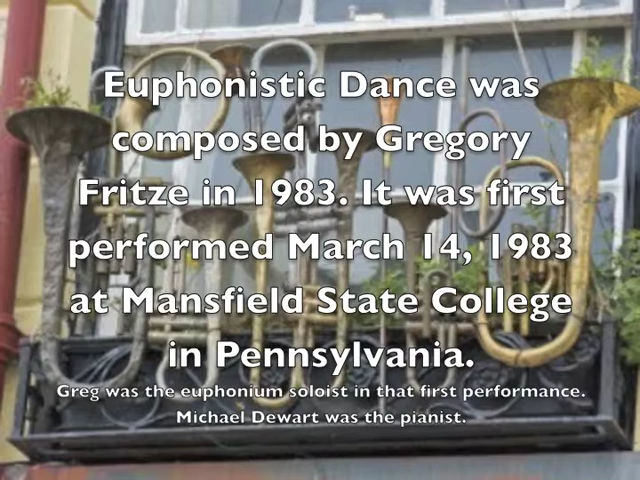 Euphonistic Dance was
composed by Gregory
Fritze in 1983. It was first
performed March 14, 1983
at Mansfield State College
in Pennsylvania.
Greg was the euphonium soloist in that first performance.
Michael Dewart was the pianist.